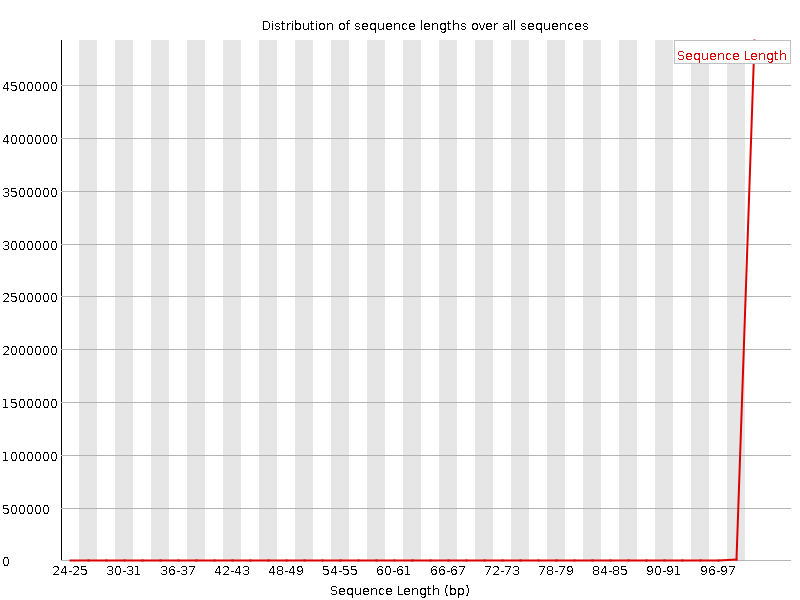 Distribution of sequence lengths over all sequences
Sequence Length
4500000
4000000
3500000
3000000
2500000
2000000
1500000
1000000
500000
0
24-25 30-31 36-37 42-43 48-49 54-55 60-61 66-67 72-73 78-79 84-85 90-91 96-97
Sequence Length (bp)